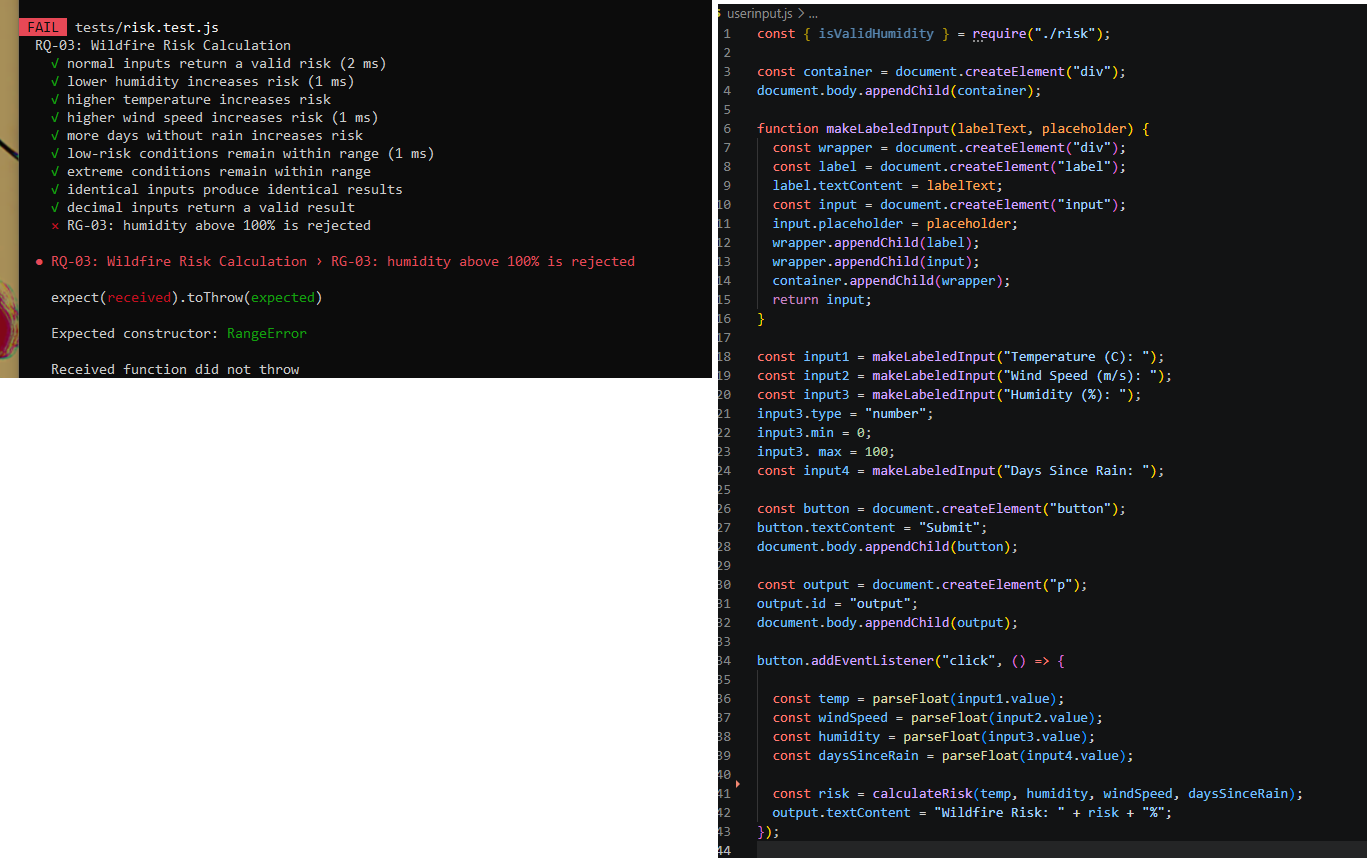 FAIL tests/risk.test.js
RQ-03: Wildfire Risk Calculation
√ normal inputs return a valid risk (2 ms)
√ lower humidity increases risk (1 ms)
√ higher temperature increases risk
√ higher wind speed increases risk (1 ms)
√ more days without rain increases risk
√ low-risk conditions remain within range (1 ms)
√ extreme conditions remain within range
√ identical inputs produce identical results
√ decimal inputs return a valid result
× RG-03: humidity above 100% is rejected
● RQ-03: Wildfire Risk Calculation › RG-03: humidity above 100% is rejected
expect(received).toThrow(expected)
Expected constructor: RangeError
Received function did not throw
userinput.js > ...
1 const { isValidHumidity } = require("./risk");
2
3 const container = document.createElement("div");
4 document.body.appendChild(container);
5
6 function makeLabeledInput(labelText, placeholder) {
7 const wrapper = document.createElement("div");
8 const label = document.createElement("label");
9 label.textContent = labelText;
10 const input = document.createElement("input");
11 input.placeholder = placeholder;
12 wrapper.appendChild(label);
13 wrapper.appendChild(input);
14 container.appendChild(wrapper);
15 return input;
16 }
17
18 const input1 = makeLabeledInput("Temperature (C): ");
19 const input2 = makeLabeledInput("Wind Speed (m/s): ");
20 const input3 = makeLabeledInput("Humidity (%): ");
21 input3.type = "number";
22 input3.min = 0;
23 input3. max = 100;
24 const input4 = makeLabeledInput("Days Since Rain: ");
25
26 const button = document.createElement("button");
27 button.textContent = "Submit";
28 document.body.appendChild(button);
29
30 const output = document.createElement("p");
31 output.id = "output";
32 document.body.appendChild(output);
33
34 button.addEventListener("click", () => {
35
36 const temp = parseFloat(input1.value);
37 const windSpeed = parseFloat(input2.value);
38 const humidity = parseFloat(input3.value);
39 const daysSinceRain = parseFloat(input4.value);
40
41 const risk = calculateRisk(temp, humidity, windSpeed, daysSinceRain);
42 output.textContent = "Wildfire Risk: " + risk + "%";
43 });
44